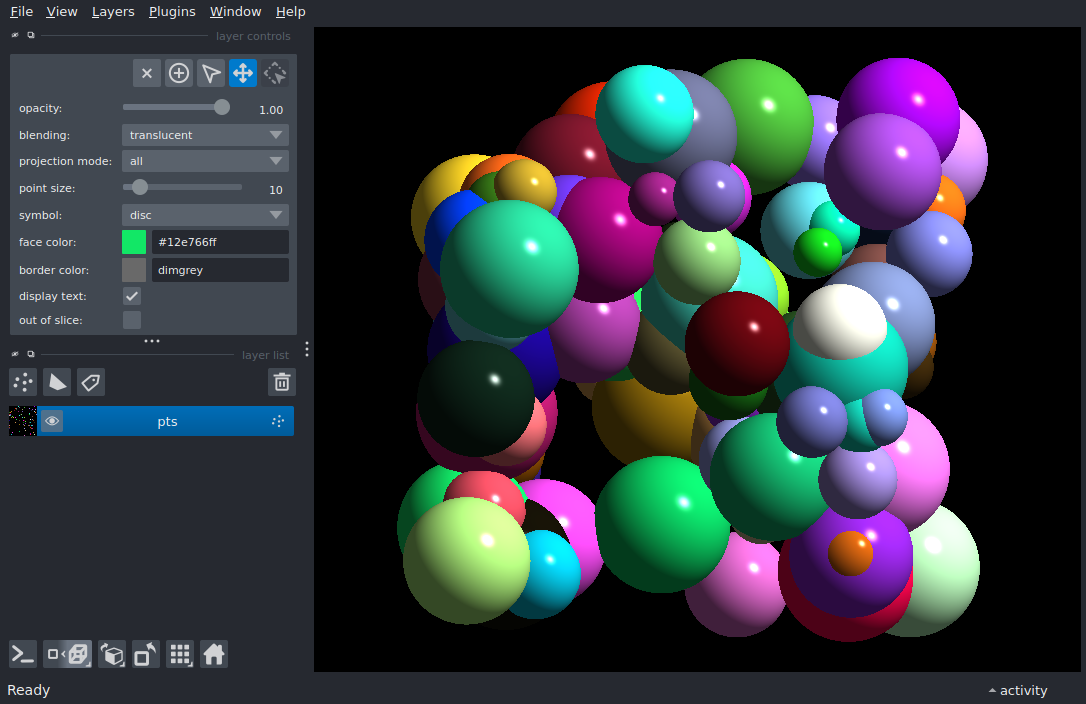 File View Layers Plugins Window Help
layer controls
opacity: 1.00
blending: translucent
projection mode: all
point size: 10
symbol: disc
face color: #12e766ff
border color: dimgrey
display text:
out of slice:
layer list
pts
Ready
activity